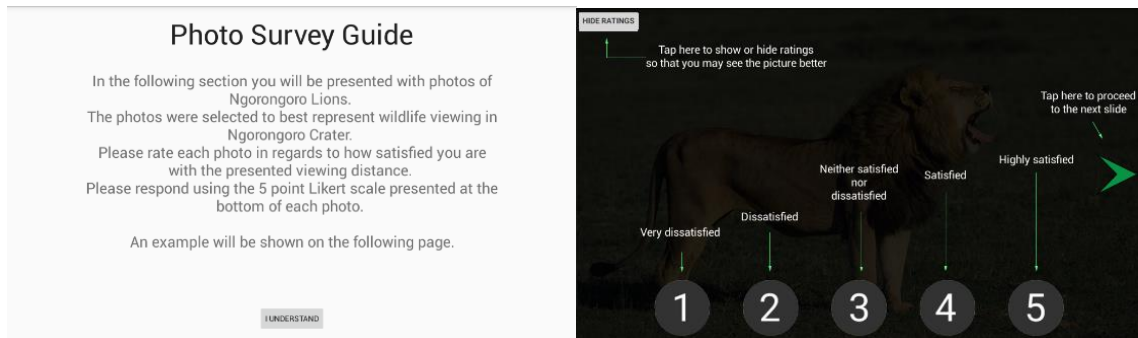 Photo Survey Guide
In the following section you will be presented with photos of
Ngorongoro Lions.
The photos were selected to best represent wildlife viewing in
Ngorongoro Crater.
Please rate each photo in regards to how satisfied you are
with the presented viewing distance.
Please respond using the 5 point Likert scale presented at the
bottom of each photo.
An example will be shown on the following page.
I UNDERSTAND
HIDE RATINGS
Tap here to show or hide ratings
so that you may see the picture better
Tap here to proceed
to the next slide
Very dissatisfied
Dissatisfied
Neither satisfied
nor
dissatisfied
Satisfied
Highly satisfied
1 2 3 4 5